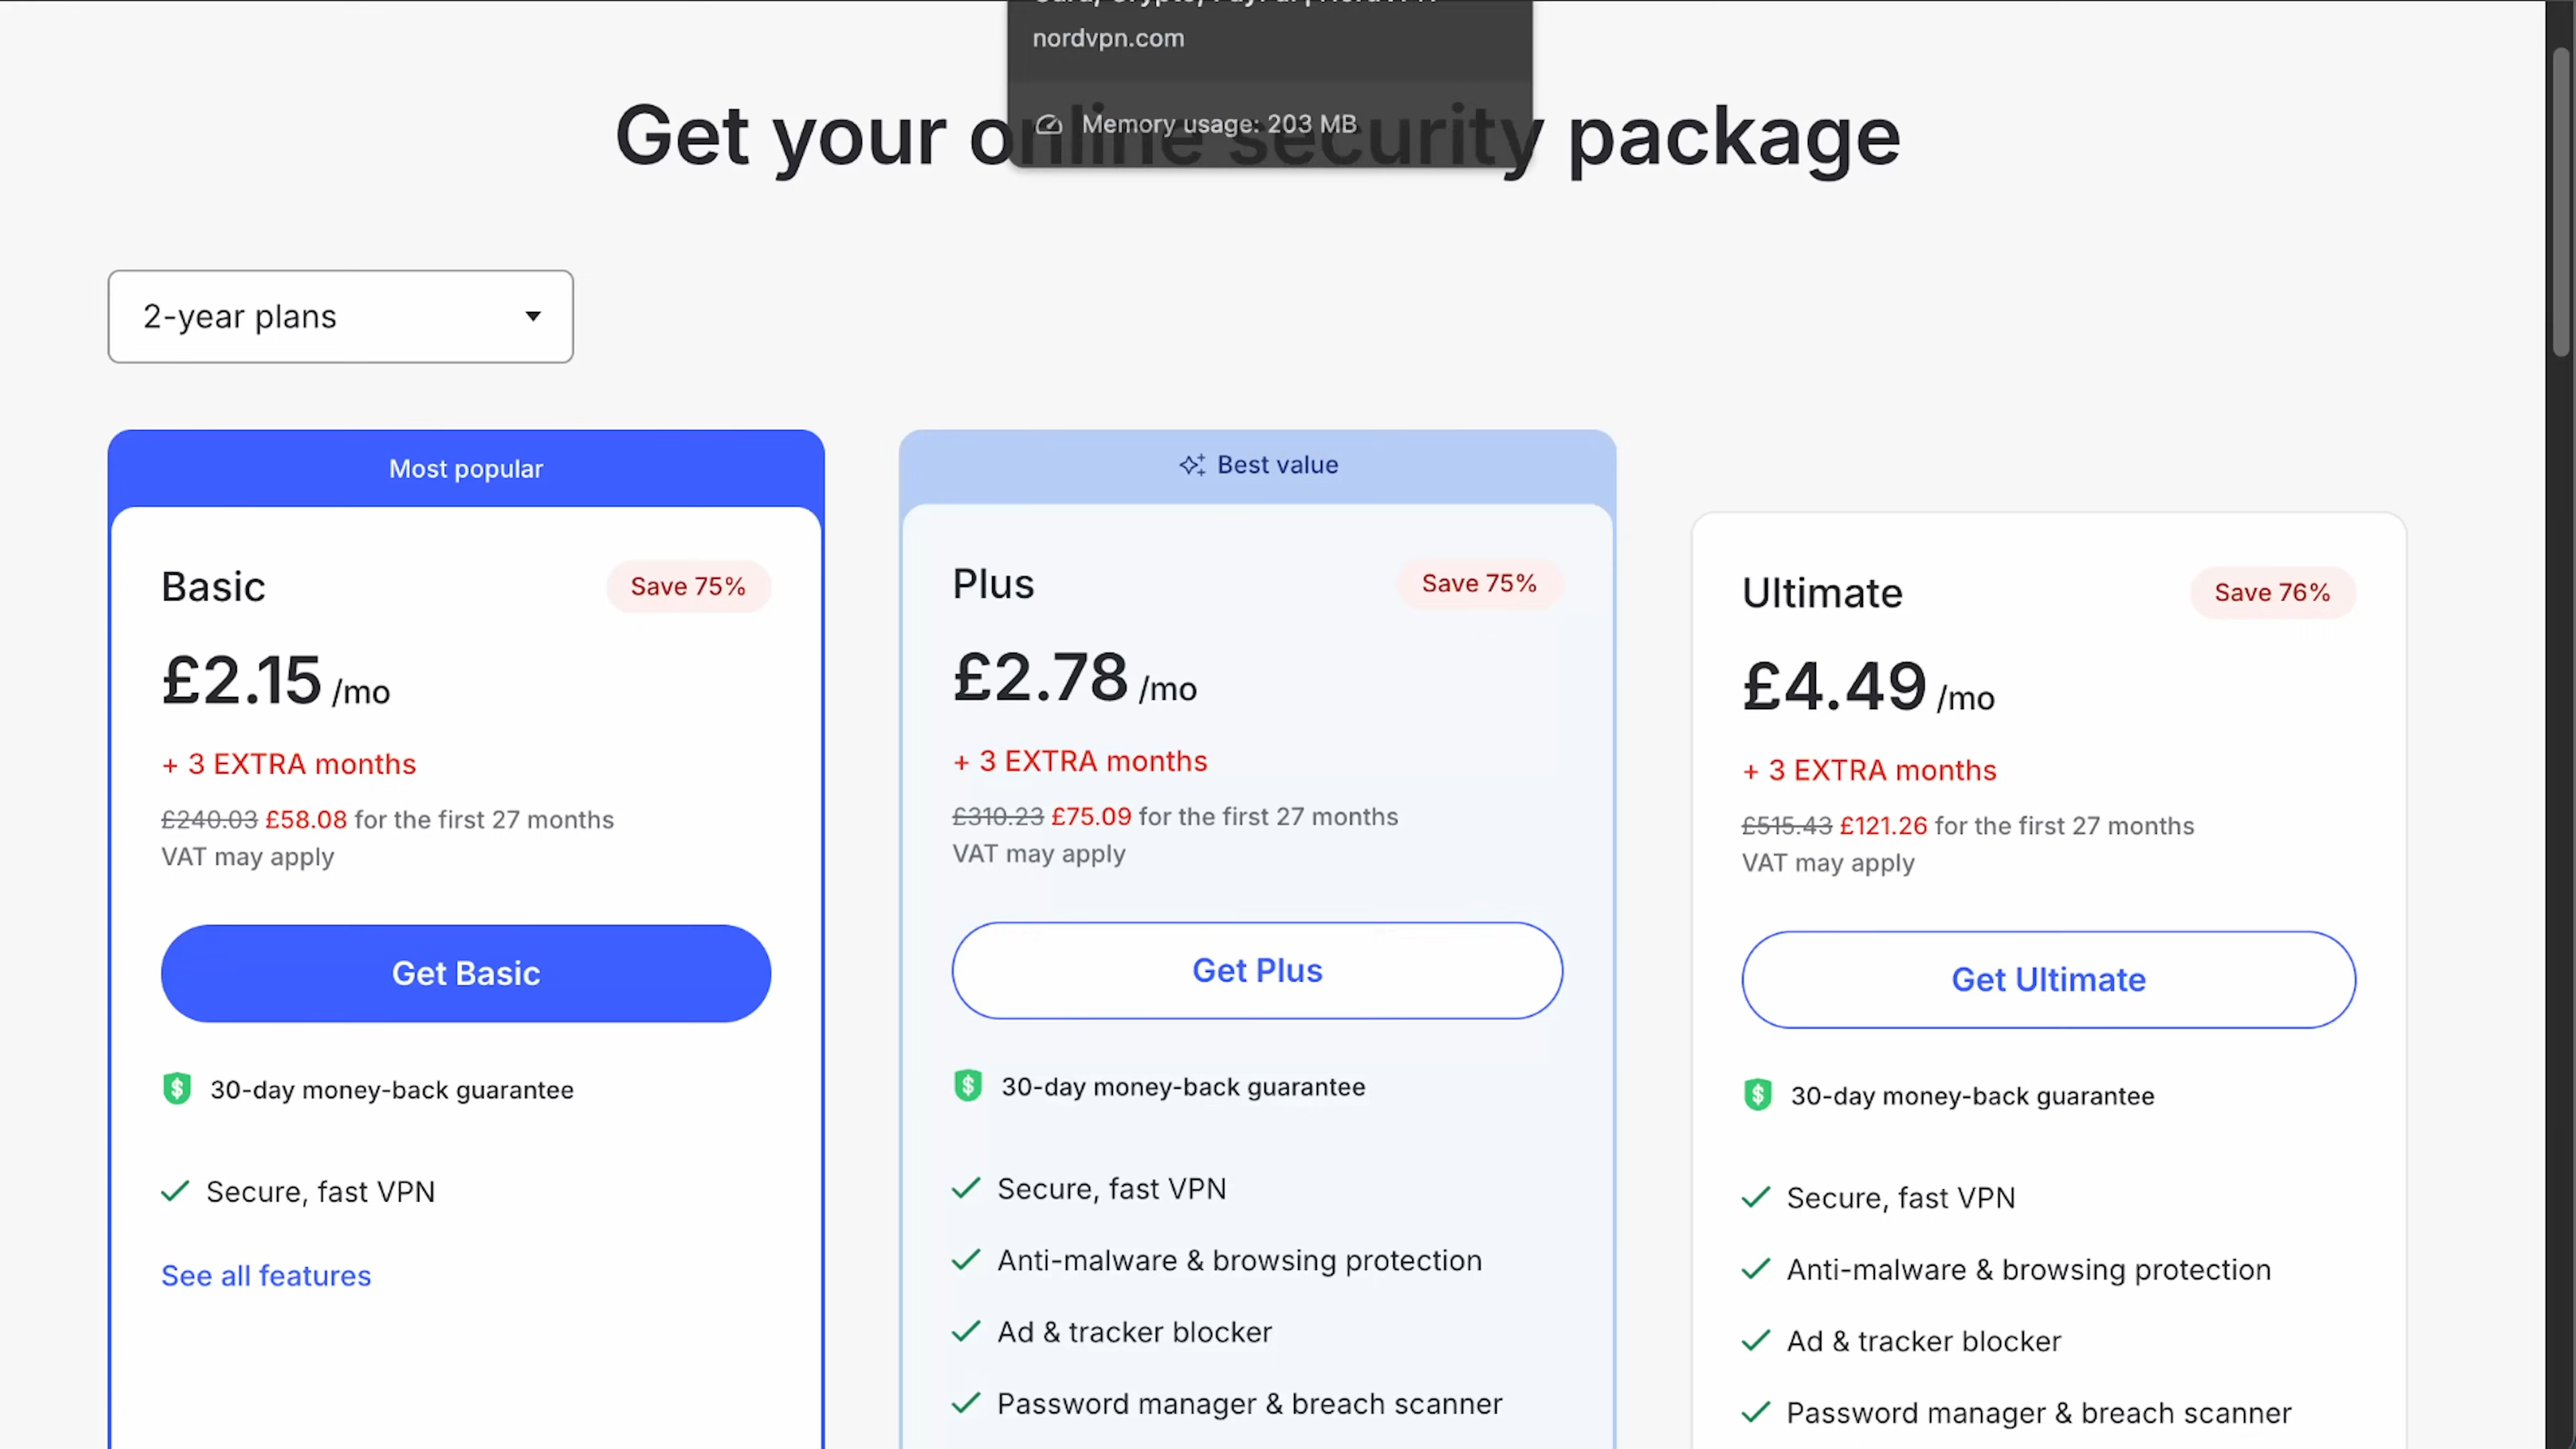 nordvpn.com
Memory usage: 203 MB
Get your online security package
2-year plans
Most popular
Basic
Save 75%
£2.15 /mo
+ 3 EXTRA months
£240.03 £58.08 for the first 27 months
VAT may apply
Get Basic
30-day money-back guarantee
Secure, fast VPN
See all features
Best value
Plus
Save 75%
£2.78 /mo
+ 3 EXTRA months
£310.23 £75.09 for the first 27 months
VAT may apply
Get Plus
30-day money-back guarantee
Secure, fast VPN
Anti-malware & browsing protection
Ad & tracker blocker
Password manager & breach scanner
Ultimate
Save 76%
£4.49 /mo
+ 3 EXTRA months
£515.43 £121.26 for the first 27 months
VAT may apply
Get Ultimate
30-day money-back guarantee
Secure, fast VPN
Anti-malware & browsing protection
Ad & tracker blocker
Password manager & breach scanner